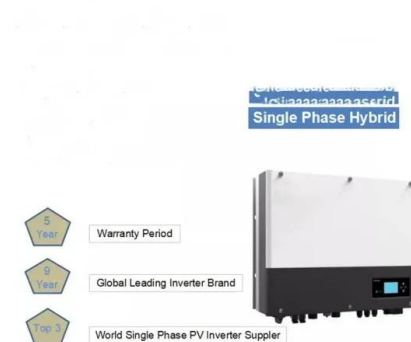 Single Phase Hybrid
5
Year
Warranty Period
9
Year
Global Leading Inverter Brand
Top 3
World Single Phase PV Inverter Suppler